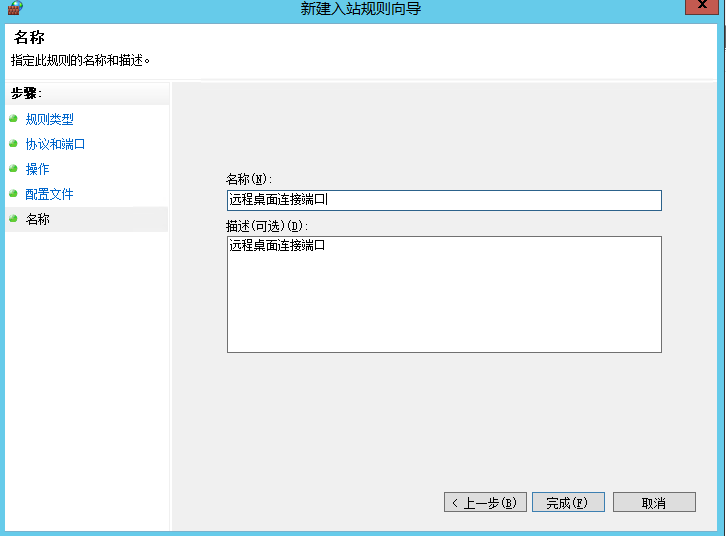 新建入站规则向导
x
名称
指定此规则的名称和描述。
步骤:
规则类型
协议和端口
操作
配置文件
名称
名称(N):
远程桌面连接端口
描述(可选)(D):
远程桌面连接端口
< 上一步(B)
完成(F)
取消